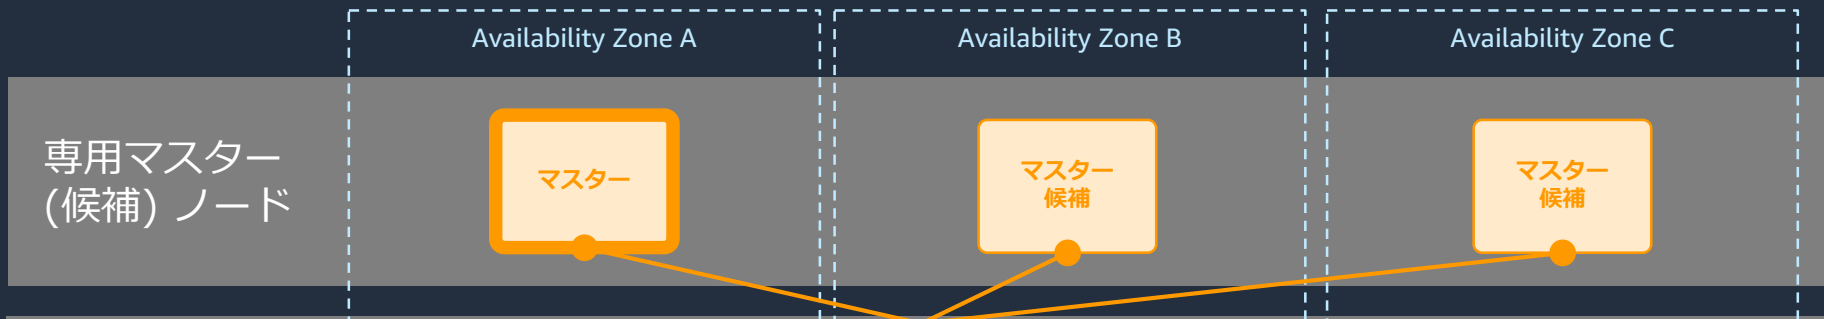 Availability Zone A
Availability Zone B
Availability Zone C
専用マスター
(候補) ノード
マスター
マスター
候補
マスター
候補